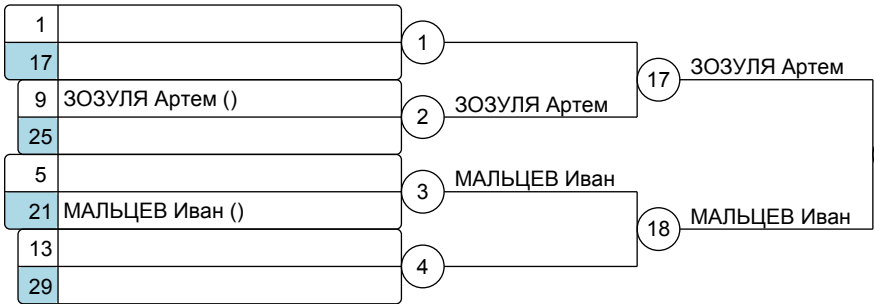 1
1
17
17
ЗОЗУЛЯ Артем
9 ЗОЗУЛЯ Артем ()
2
ЗОЗУЛЯ Артем
25
5
3
МАЛЬЦЕВ Иван
21 МАЛЬЦЕВ Иван ()
18
МАЛЬЦЕВ Иван
13
4
29